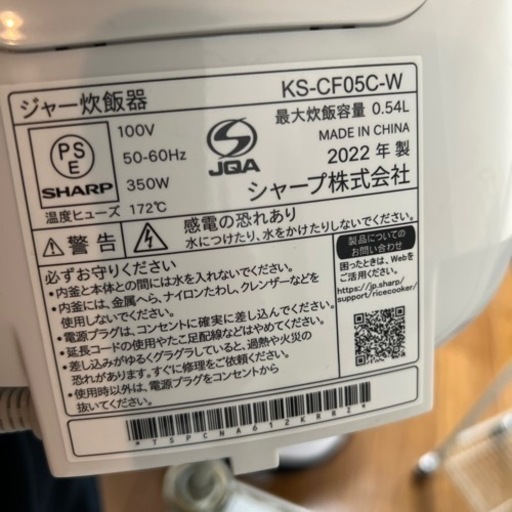 ジャー炊飯器
KS-CF05C-W
最大炊飯容量 0.54L
MADE IN CHINA
2022年製
シャープ株式会社
PS
E
SHARP
100V
50-60Hz
350W
温度ヒューズ 172℃
S
JQA
警告
感電の恐れあり
水につけたり、水をかけたりしない
必ずお守りください
•内釜と本体との間には水を入れないでください。
•内釜には、金属へら、ナイロンたわし、クレンザーなどを
使用しないでください。
•電源プラグは、コンセントに確実に差し込んでください。
•延長コードの使用やたこ足配線などはやめてください。
•差し込みがゆるくグラグラしていると、過熱や火災の
恐れがあります。すぐに修理をご依頼ください。
•使用時以外は、電源プラグをコンセントから
抜いてください。
製品についての
お問い合わせ
困ったときは、Webを
ご活用ください。
https://jp.sharp/
support/ricecooker/
*TSPCNA612KRRZ*